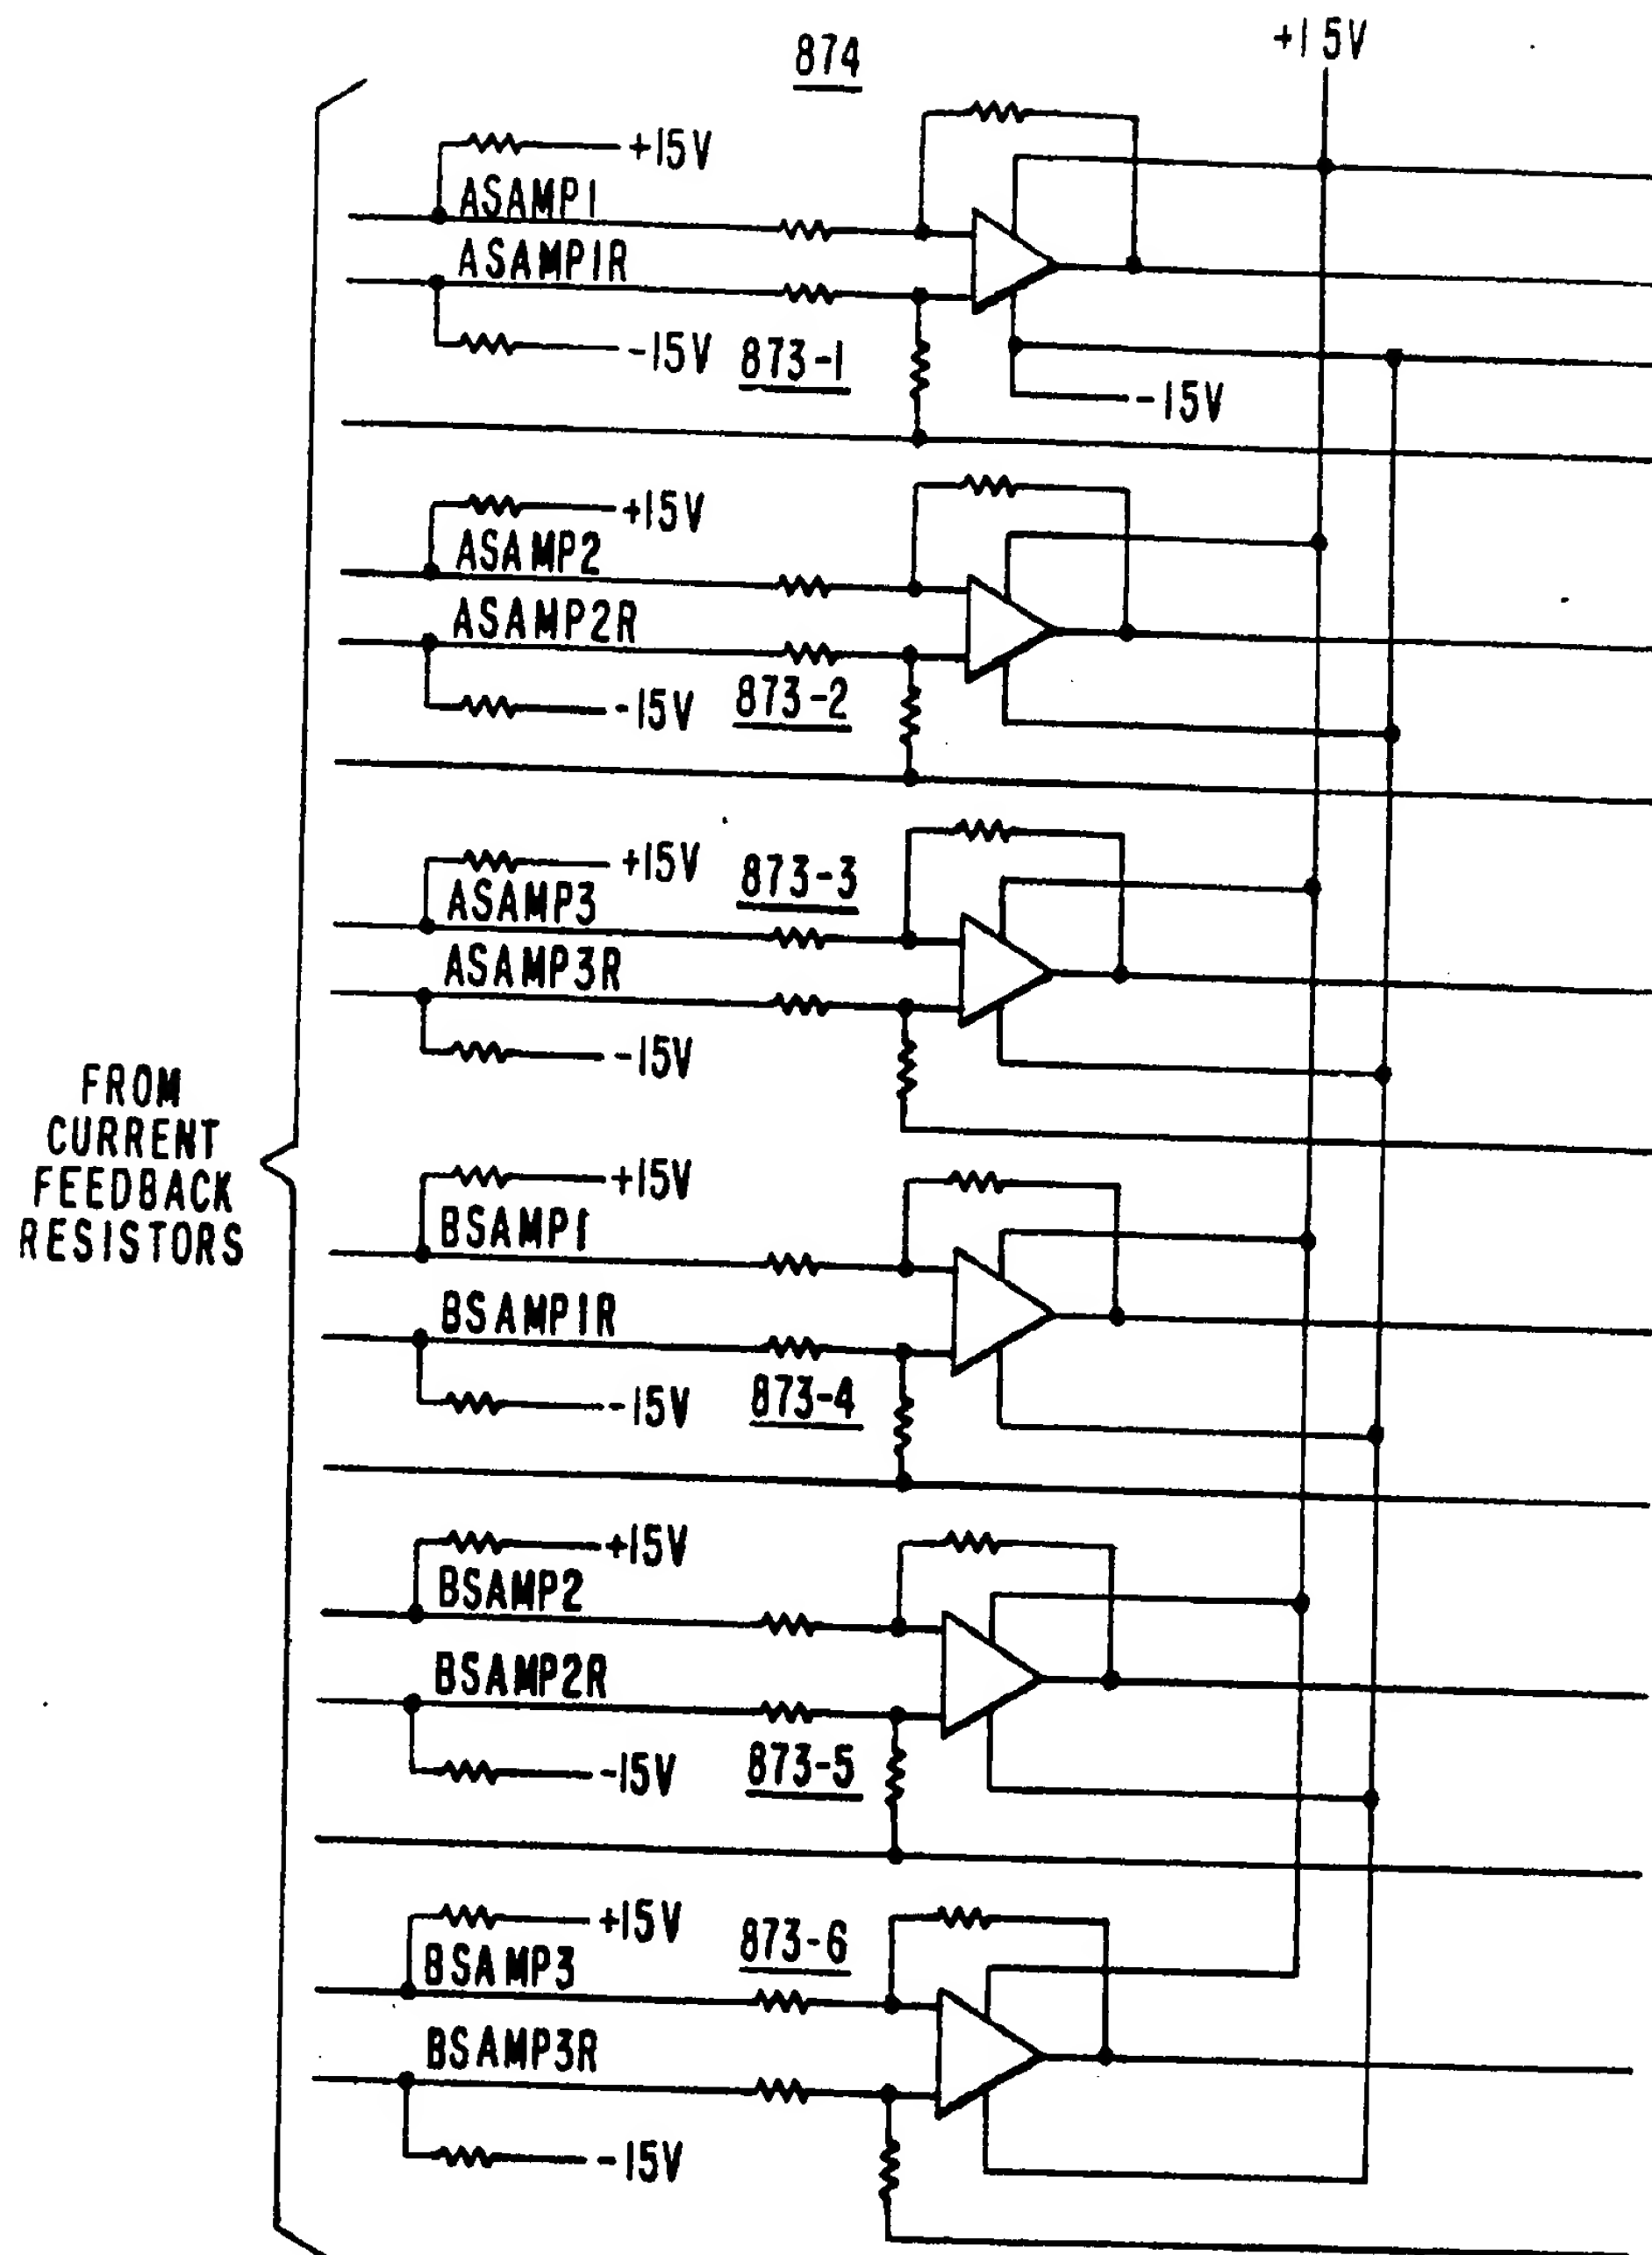 874
+15V
+15V
ASAMP1
ASAMP1R
-15V
873-1
-15V
+15V
ASAMP2
ASAMP2R
-15V
873-2
+15V
873-3
ASAMP3
ASAMP3R
-15V
FROM
CURRENT
FEEDBACK
RESISTORS
+15V
BSAMP1
BSAMP1R
-15V
873-4
+15V
BSAMP2
BSAMP2R
-15V
873-5
+15V
873-6
BSAMP3
BSAMP3R
-15V